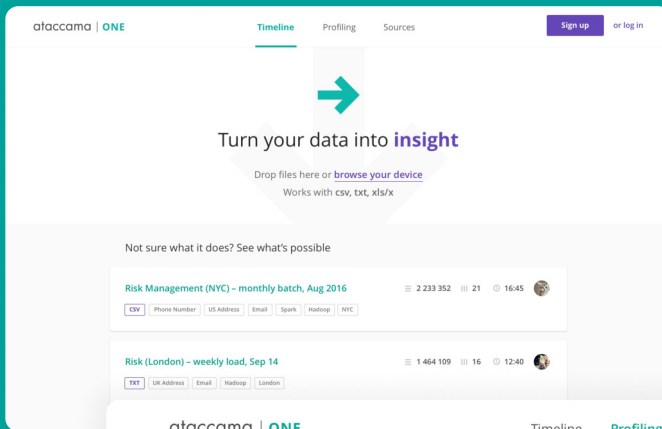 ataccama | ONE Timeline Profiling Sources Sign up or log in
Turn your data into insight
Drop files here or browse your device
Works with csv, txt, xls/x
Not sure what it does? See what's possible
Risk Management (NYC) – monthly batch, Aug 2016 2 233 352 21 16:45
CSV Phone Number US Address Email Spark Hadoop NYC
Risk (London) – weekly load, Sep 14 1 464 109 16 12:40
TXT UK Address Email Hadoop London
ataccama | ONE Timeline Profiling